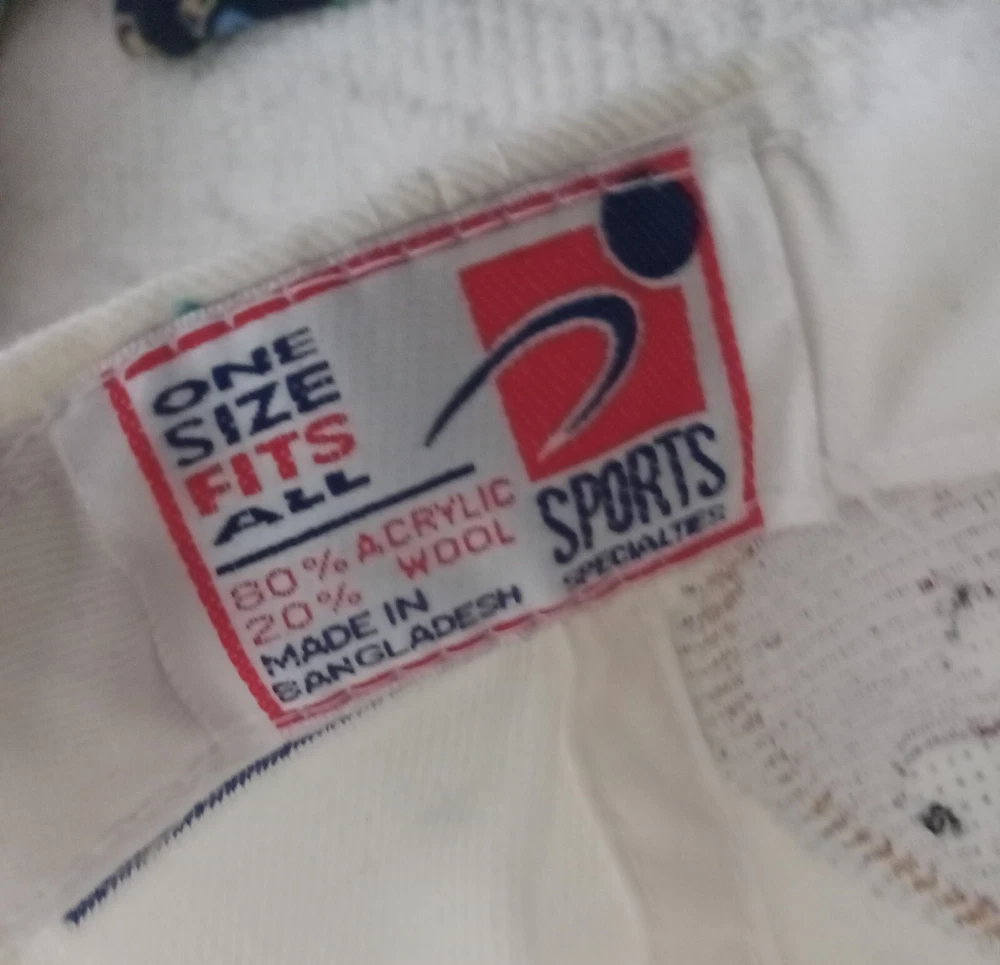 ONE
SIZE
FITS
ALL
80% ACRYLIC
20% WOOL
MADE IN
BANGLADESH
SPORTS
SPECIALTIES